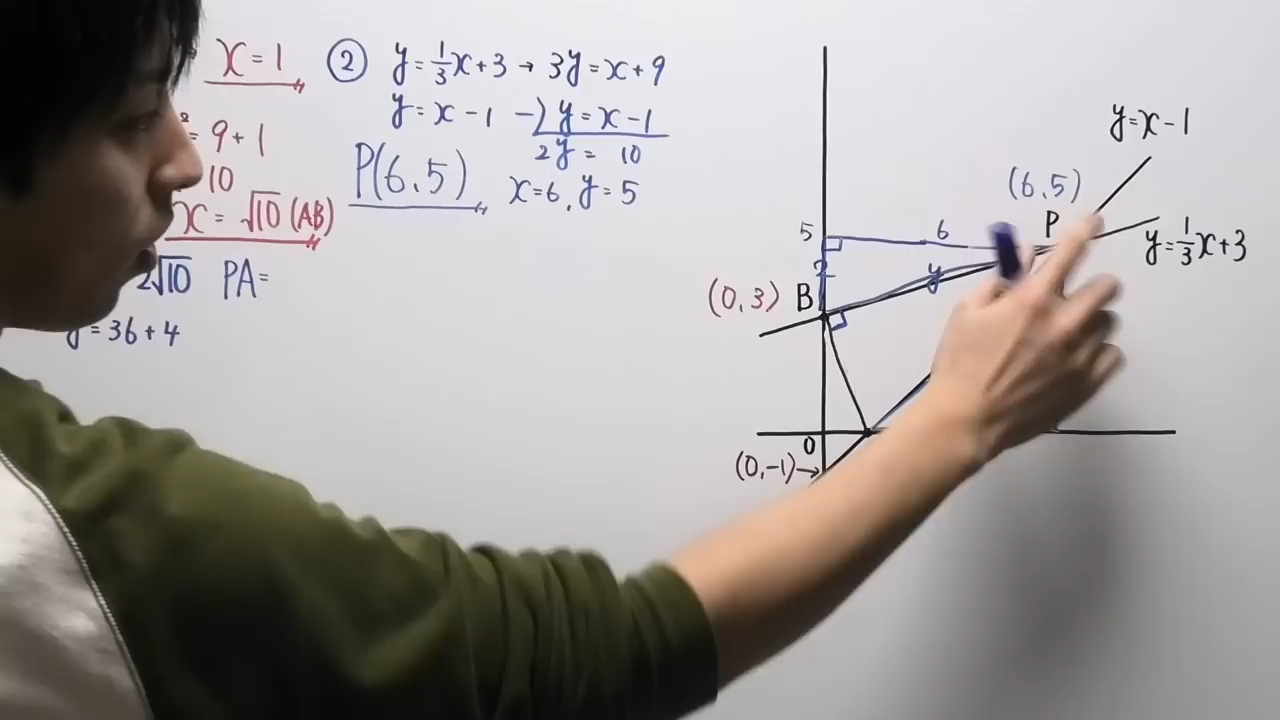 x=1
² = 9+1
10
x = √10 (AB)
2√10 PA=
y² = 36+4
② y=1/3x+3 → 3y=x+9
y=x-1 -) y=x-1
2y = 10
P(6.5) x=6, y=5
y=x-1
(6.5)
P
5
6
y=1/3x+3
2
y
(0,3) B
0
(0,-1)→